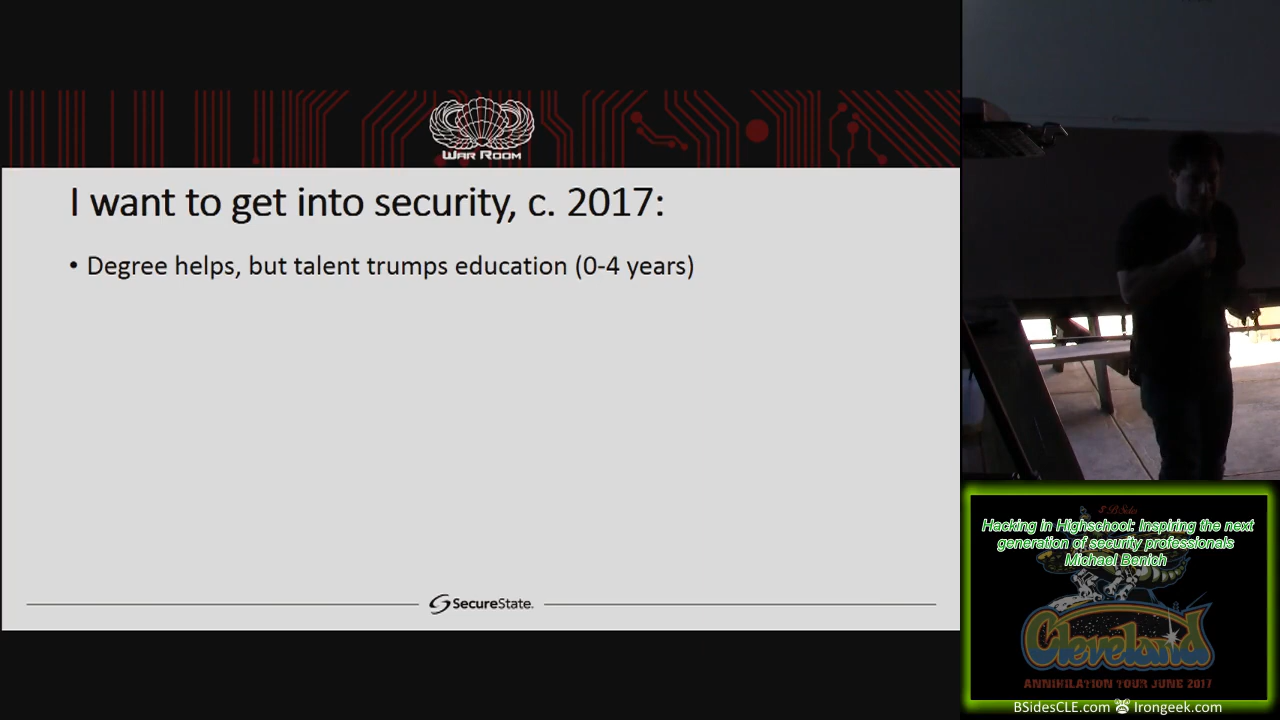 WAR ROOM
I want to get into security, c. 2017:
• Degree helps, but talent trumps education (0-4 years)
SecureState.
BSides
Hacking in Highschool: Inspiring the next
generation of security professionals
Michael Benich
Cleveland
ANNIHILATION TOUR JUNE 2017
BSidesCLE.com Irongeek.com